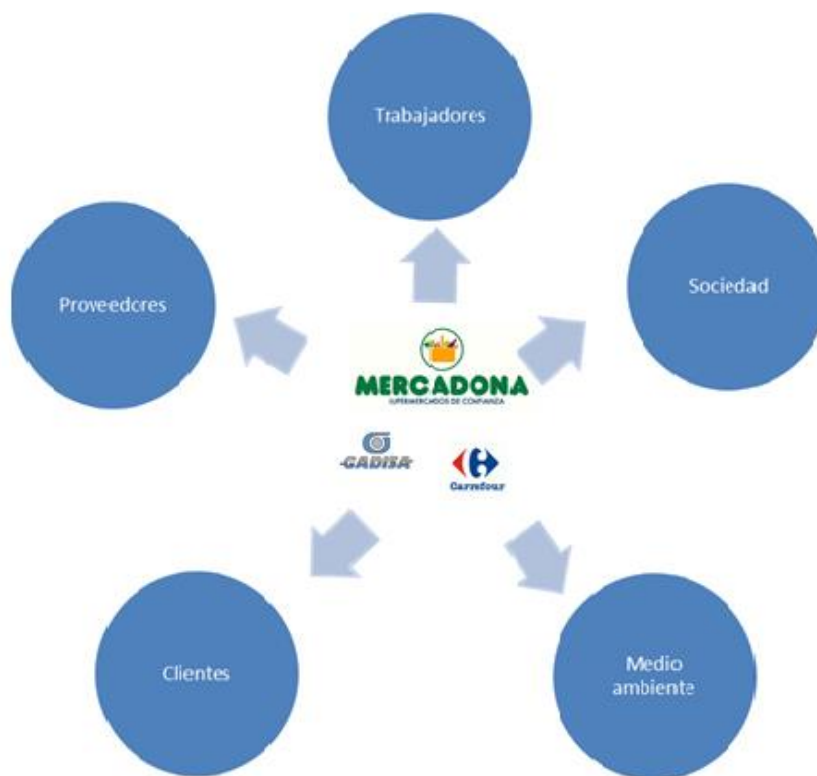 Trabajadores
Sociedad
Proveedores
MERCADONA
SUPERMERCADOS DE CONFIANZA
GADISA
Carrefour
Clientes
Medio
ambiente